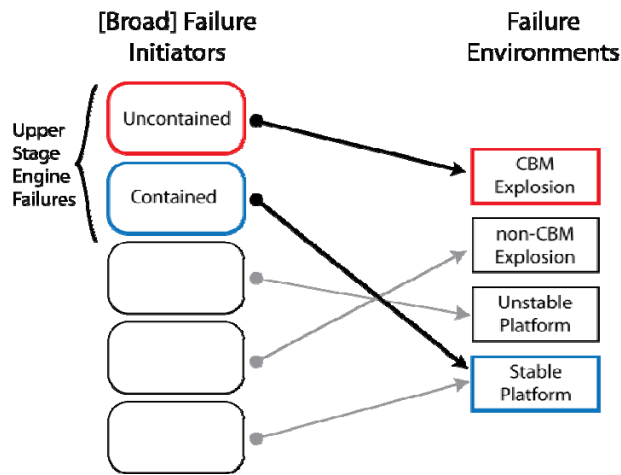 [Broad] Failure
Initiators
Failure
Environments
Upper
Stage
Engine
Failures
Uncontained
Contained
CBM
Explosion
non-CBM
Explosion
Unstable
Platform
Stable
Platform